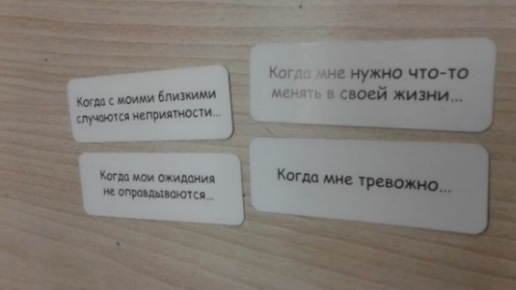 Когда с моими близкими
случаются неприятности...
Когда мне нужно что-то
менять в своей жизни...
Когда мои ожидания
не оправдываются...
Когда мне тревожно...